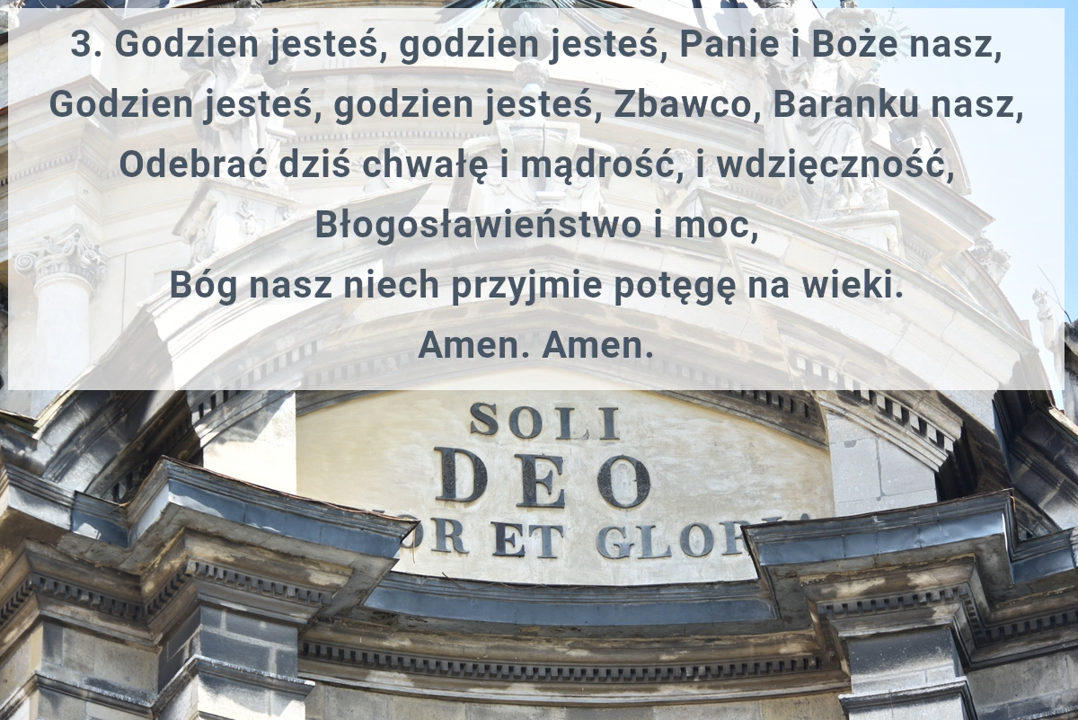 3. Godzien jesteś, godzien jesteś, Panie i Boże nasz,
Godzien jesteś, godzien jesteś, Zbawco, Baranku nasz,
Odebrać dziś chwałę i mądrość, i wdzięczność,
Błogosławieństwo i moc,
Bóg nasz niech przyjmie potęgę na wieki.
Amen. Amen.
SOLI
DEO
ET